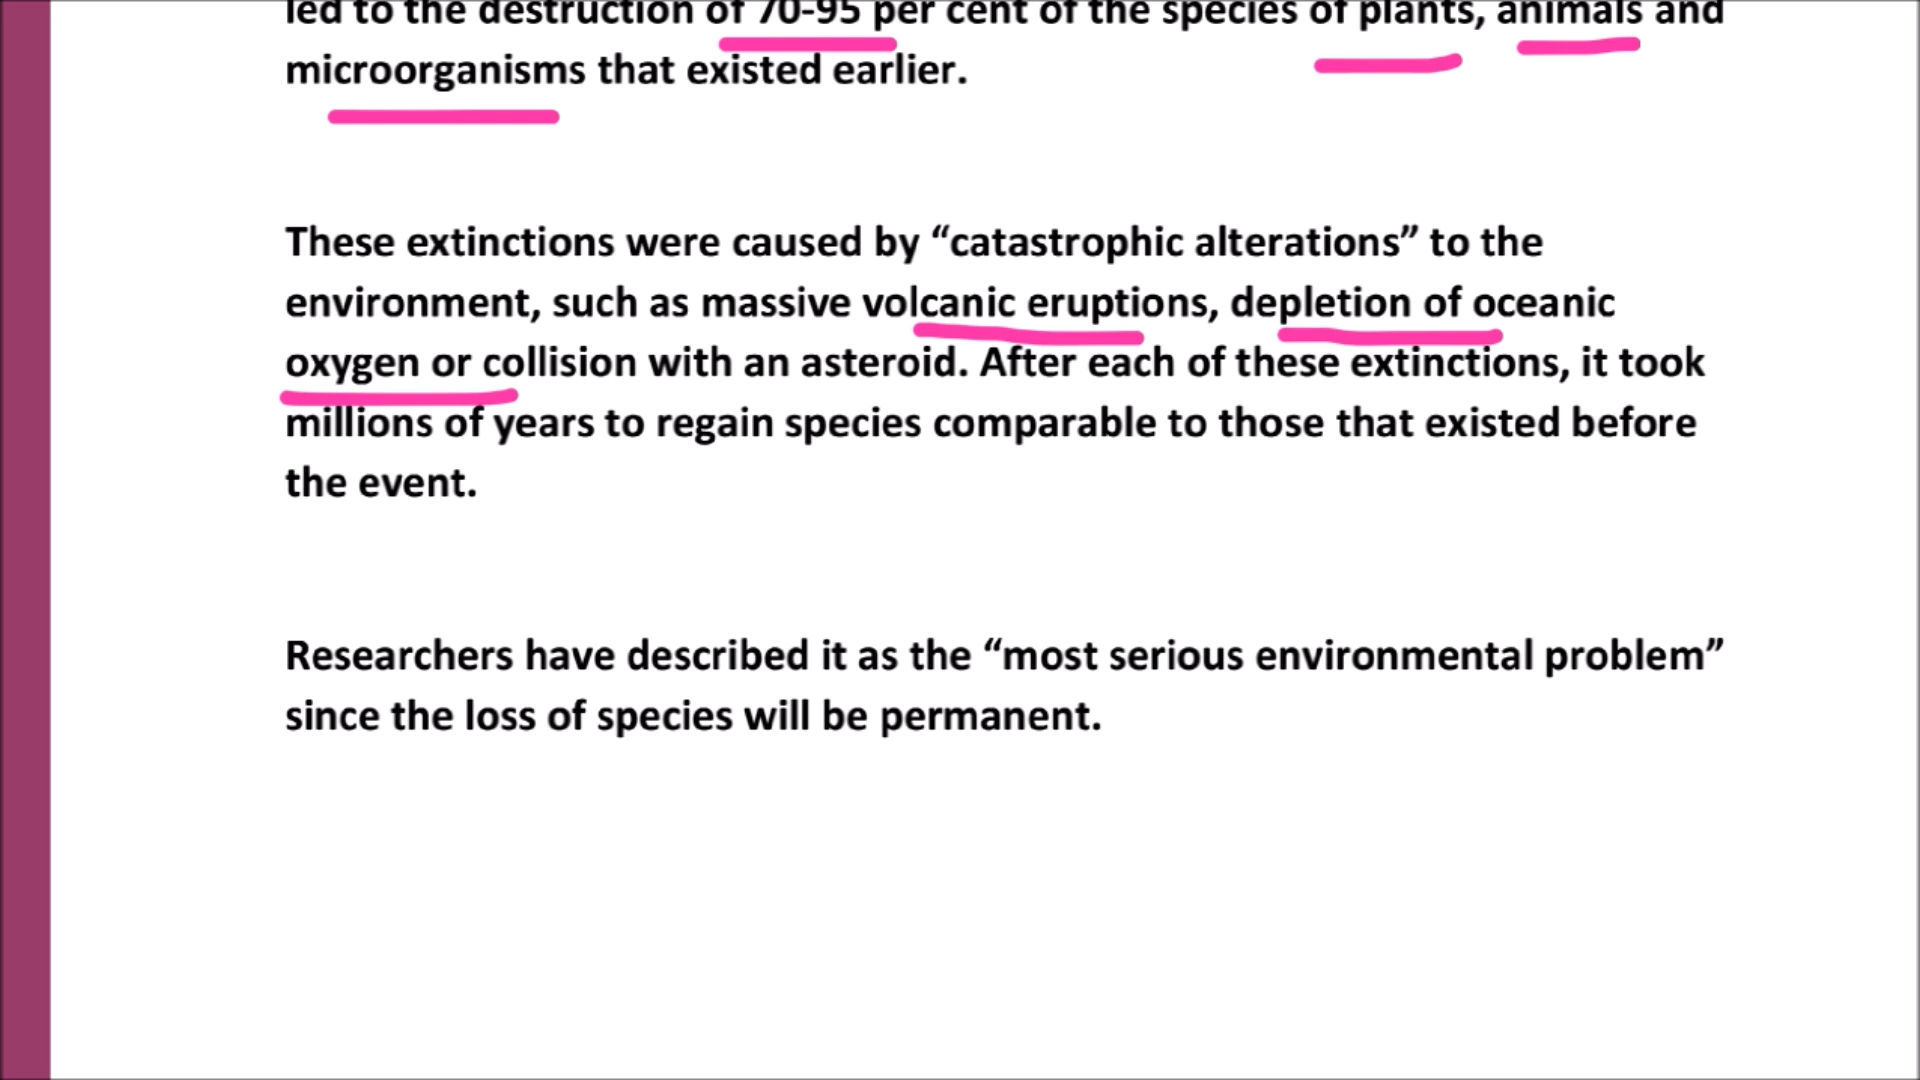 led to the destruction of 70-95 per cent of the species of plants, animals and
microorganisms that existed earlier.
These extinctions were caused by “catastrophic alterations” to the
environment, such as massive volcanic eruptions, depletion of oceanic
oxygen or collision with an asteroid. After each of these extinctions, it took
millions of years to regain species comparable to those that existed before
the event.
Researchers have described it as the “most serious environmental problem”
since the loss of species will be permanent.